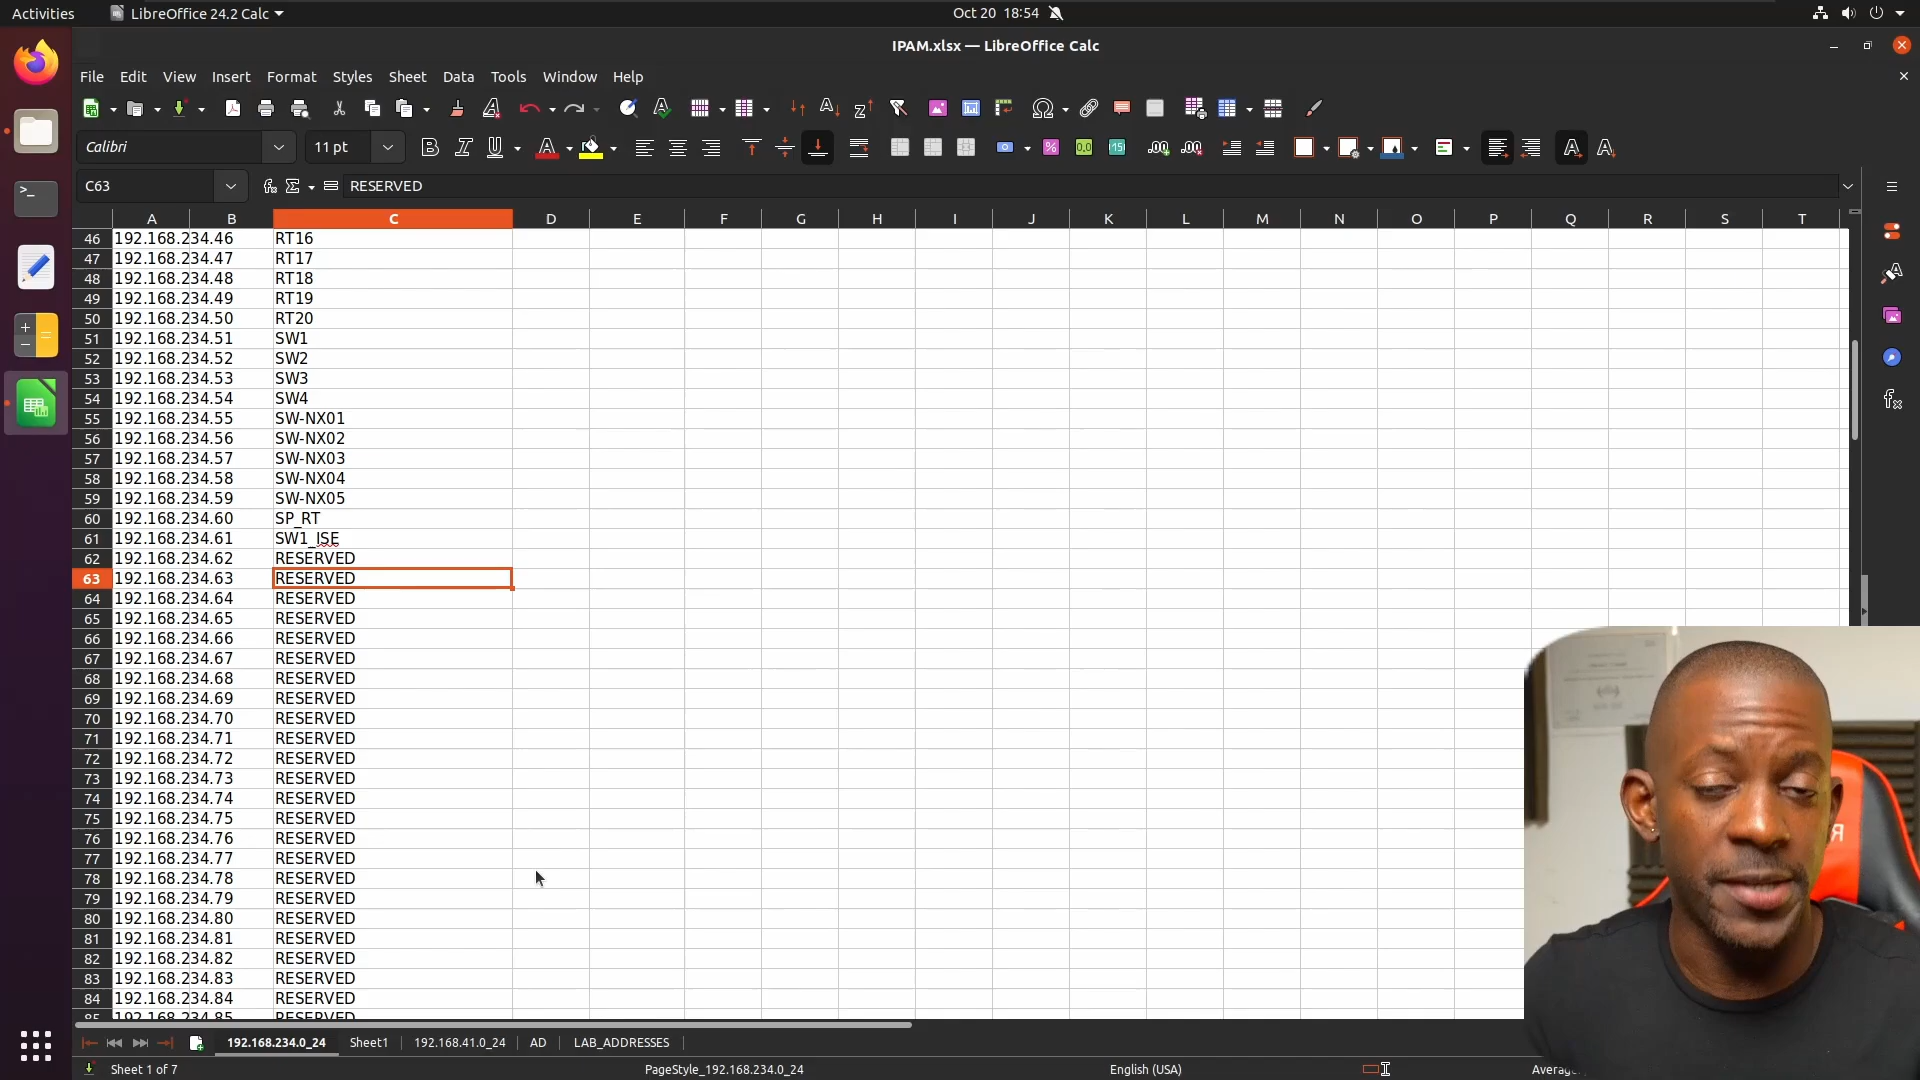 Activities LibreOffice 24.2 Calc Oct 20 18:54
IPAM.xlsx — LibreOffice Calc
File Edit View Insert Format Styles Sheet Data Tools Window Help
Calibri 11 pt
C63 RESERVED
A B C D E F G H I J K L M N O P Q R S T
46 192.168.234.46 RT16
47 192.168.234.47 RT17
48 192.168.234.48 RT18
49 192.168.234.49 RT19
50 192.168.234.50 RT20
51 192.168.234.51 SW1
52 192.168.234.52 SW2
53 192.168.234.53 SW3
54 192.168.234.54 SW4
55 192.168.234.55 SW-NX01
56 192.168.234.56 SW-NX02
57 192.168.234.57 SW-NX03
58 192.168.234.58 SW-NX04
59 192.168.234.59 SW-NX05
60 192.168.234.60 SP_RT
61 192.168.234.61 SW1_ISE
62 192.168.234.62 RESERVED
63 192.168.234.63 RESERVED
64 192.168.234.64 RESERVED
65 192.168.234.65 RESERVED
66 192.168.234.66 RESERVED
67 192.168.234.67 RESERVED
68 192.168.234.68 RESERVED
69 192.168.234.69 RESERVED
70 192.168.234.70 RESERVED
71 192.168.234.71 RESERVED
72 192.168.234.72 RESERVED
73 192.168.234.73 RESERVED
74 192.168.234.74 RESERVED
75 192.168.234.75 RESERVED
76 192.168.234.76 RESERVED
77 192.168.234.77 RESERVED
78 192.168.234.78 RESERVED
79 192.168.234.79 RESERVED
80 192.168.234.80 RESERVED
81 192.168.234.81 RESERVED
82 192.168.234.82 RESERVED
83 192.168.234.83 RESERVED
84 192.168.234.84 RESERVED
85 192.168.234.85 RESERVED
192.168.234.0_24 Sheet1 192.168.41.0_24 AD LAB_ADDRESSES
Sheet 1 of 7 PageStyle_192.168.234.0_24 English (USA) Average: